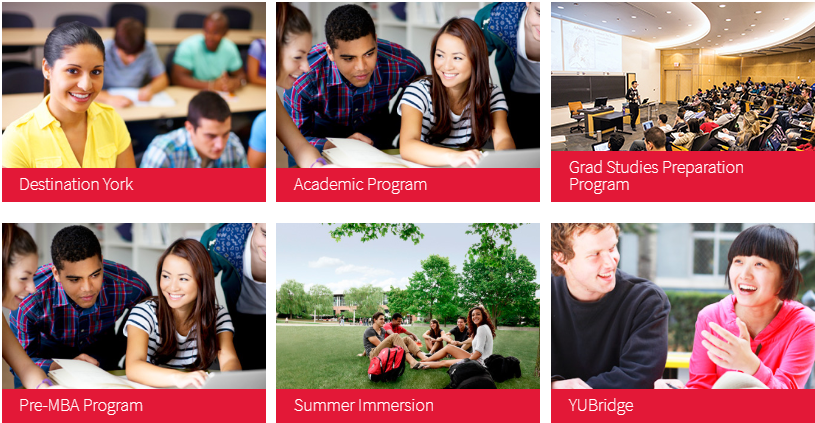 Destination York
Academic Program
Grad Studies Preparation
Program
Pre-MBA Program
Summer Immersion
YUBridge